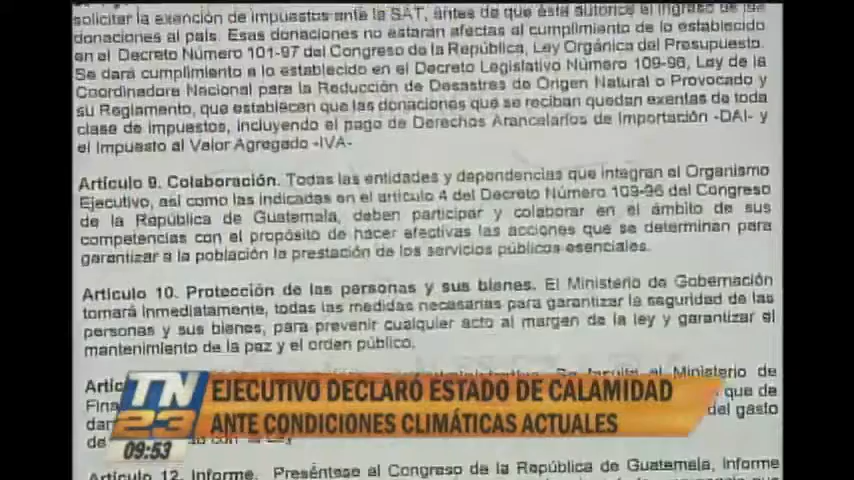 solicitar la exención de impuestos ante la SAT, antes de que ésta autorice el ingreso de las
donaciones al país. Esas donaciones no estarán afectas al cumplimiento de lo establecido
en el Decreto Número 101-97 del Congreso de la República, Ley Orgánica del Presupuesto.
Se dará cumplimiento a lo establecido en el Decreto Legislativo Número 109-96, Ley de la
Coordinadora Nacional para la Reducción de Desastres de Origen Natural o Provocado y
su Reglamento, que establecen que las donaciones que se reciban quedan exentas de toda
clase de impuestos, incluyendo el pago de Derechos Arancelarios de Importación -DAI- y
el Impuesto al Valor Agregado -IVA-
Artículo 9. Colaboración. Todas las entidades y dependencias que integran el Organismo
Ejecutivo, así como las indicadas en el artículo 4 del Decreto Número 109-96 del Congreso
de la República de Guatemala, deben participar y colaborar en el ámbito de sus
competencias con el propósito de hacer efectivas las acciones que se determinan para
garantizar a la población la prestación de los servicios públicos esenciales.
Artículo 10. Protección de las personas y sus bienes. El Ministerio de Gobernación
tomará inmediatamente, todas las medidas necesarias para garantizar la seguridad de las
personas y sus bienes, para prevenir cualquier acto al margen de la ley y garantizar el
mantenimiento de la paz y el orden público.
Ministerio de
que de
del gasto
de
TN
23
09:53
EJECUTIVO DECLARÓ ESTADO DE CALAMIDAD
ANTE CONDICIONES CLIMÁTICAS ACTUALES
Artículo 12. Informe. Preséntese al Congreso de la República de Guatemala, informe